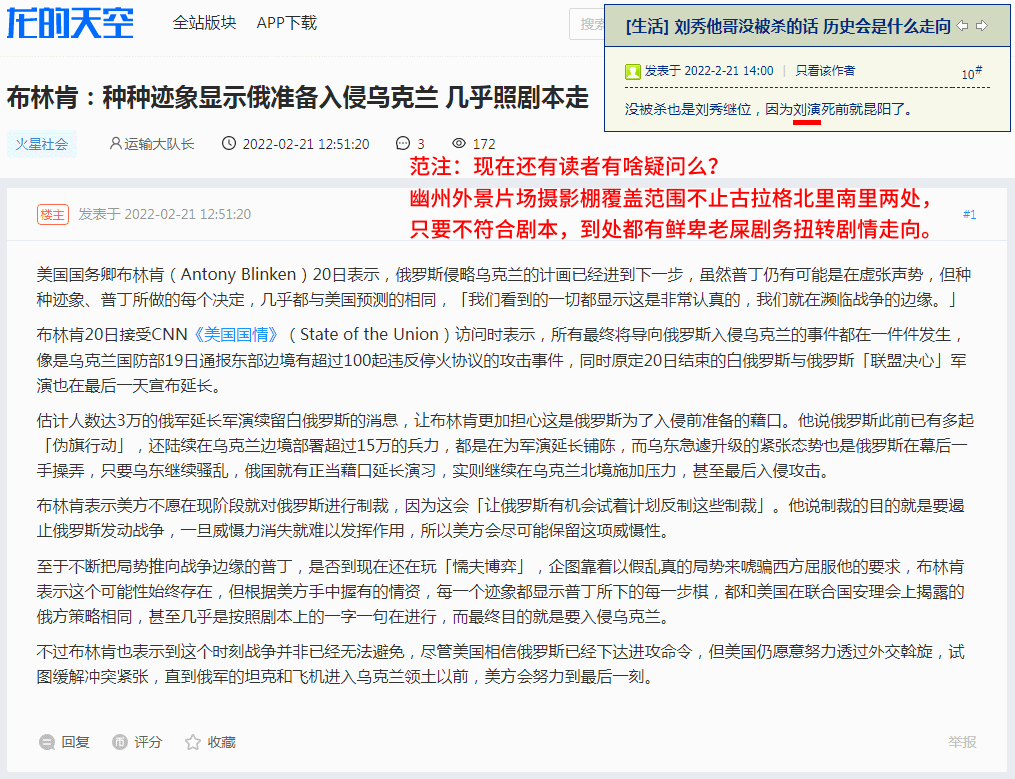 龙的天空
全站版块 APP下载
搜索
[生活] 刘秀他哥没被杀的话 历史会是什么走向
发表于 2022-2-21 14:00 | 只看该作者
10#
没被杀也是刘秀继位，因为刘演死前就昆阳了。
布林肯：种种迹象显示俄准备入侵乌克兰 几乎照剧本走
火星社会 运输大队长 2022-02-21 12:51:20 3 172
范注：现在还有读者有啥疑问么？
幽州外景片场摄影棚覆盖范围不止古拉格北里南里两处，
只要不符合剧本，到处都有鲜卑老屎剧务扭转剧情走向。
楼主 发表于 2022-02-21 12:51:20
#1
美国国务卿布林肯（Antony Blinken）20日表示，俄罗斯侵略乌克兰的计画已经进到下一步，虽然普丁仍有可能是在虚张声势，但种
种迹象、普丁所做的每个决定，几乎都与美国预测的相同，「我们看到的一切都显示这是非常认真的，我们就在濒临战争的边缘。」
布林肯20日接受CNN《美国国情》（State of the Union）访问时表示，所有最终将导向俄罗斯入侵乌克兰的事件都在一件件发生，
像是乌克兰国防部19日通报东部边境有超过100起违反停火协议的攻击事件，同时原定20日结束的白俄罗斯与俄罗斯「联盟决心」军
演也在最后一天宣布延长。
估计人数达3万的俄军延长军演续留白俄罗斯的消息，让布林肯更加担心这是俄罗斯为了入侵前准备的藉口。他说俄罗斯此前已有多起
「伪旗行动」，还陆续在乌克兰边境部署超过15万的兵力，都是在为军演延长铺陈，而乌东急遽升级的紧张态势也是俄罗斯在幕后一
手操弄，只要乌东继续骚乱，俄国就有正当藉口延长演习，实则继续在乌克兰北境施加压力，甚至最后入侵攻击。
布林肯表示美方不愿在现阶段就对俄罗斯进行制裁，因为这会「让俄罗斯有机会试着计划反制这些制裁」。他说制裁的目的就是要遏
止俄罗斯发动战争，一旦威慑力消失就难以发挥作用，所以美方会尽可能保留这项威慑性。
至于不断把局势推向战争边缘的普丁，是否到现在还在玩「懦夫博弈」，企图靠着以假乱真的局势来唬骗西方屈服他的要求，布林肯
表示这个可能性始终存在，但根据美方手中握有的情资，每一个迹象都显示普丁所下的每一步棋，都和美国在联合国安理会上揭露的
俄方策略相同，甚至几乎是按照剧本上的一字一句在进行，而最终目的就是要入侵乌克兰。
不过布林肯也表示到这个时刻战争并非已经无法避免，尽管美国相信俄罗斯已经下达进攻命令，但美国仍愿意努力透过外交斡旋，试
图缓解冲突紧张，直到俄军的坦克和飞机进入乌克兰领土以前，美方会努力到最后一刻。
回复 评分 收藏
举报